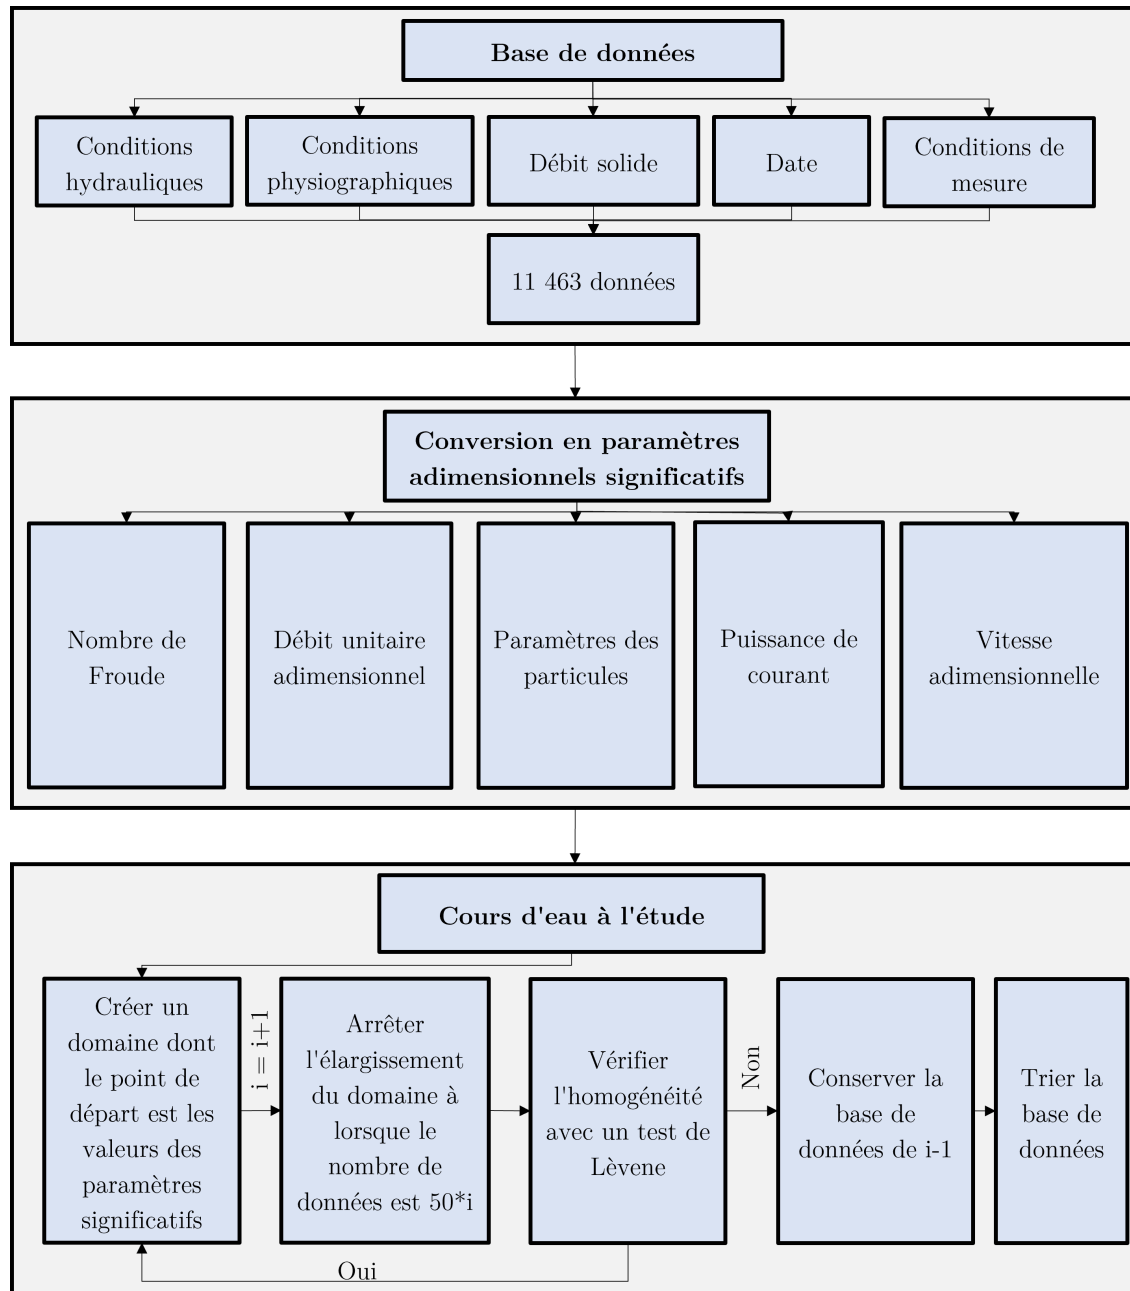 Base de données
Conditions
hydrauliques
Conditions
physiographiques
Débit solide
Date
Conditions de
mesure
11 463 données
Conversion en paramètres
adimensionnels significatifs
Nombre de
Froude
Débit unitaire
adimensionnel
Paramètres des
particules
Puissance de
courant
Vitesse
adimensionnelle
Cours d'eau à l'étude
Créer un
domaine dont
le point de
départ est les
valeurs des
paramètres
significatifs
i = i+1
Arrêter
l'élargissement
du domaine à
lorsque le
nombre de
données est 50*i
Vérifier
l'homogénéité
avec un test de
Lèvene
Non
Conserver la
base de
données de i-1
Trier la
base de
données
Oui